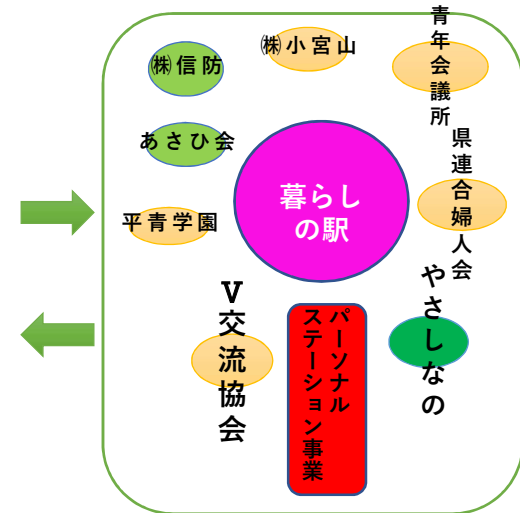 ㈱信防
㈱小宮山
青年会議所
あさひ会
県連合婦人会
平青学園
暮らし
の駅
V交流協会
パーソナル
ステーション事業
やさしなの